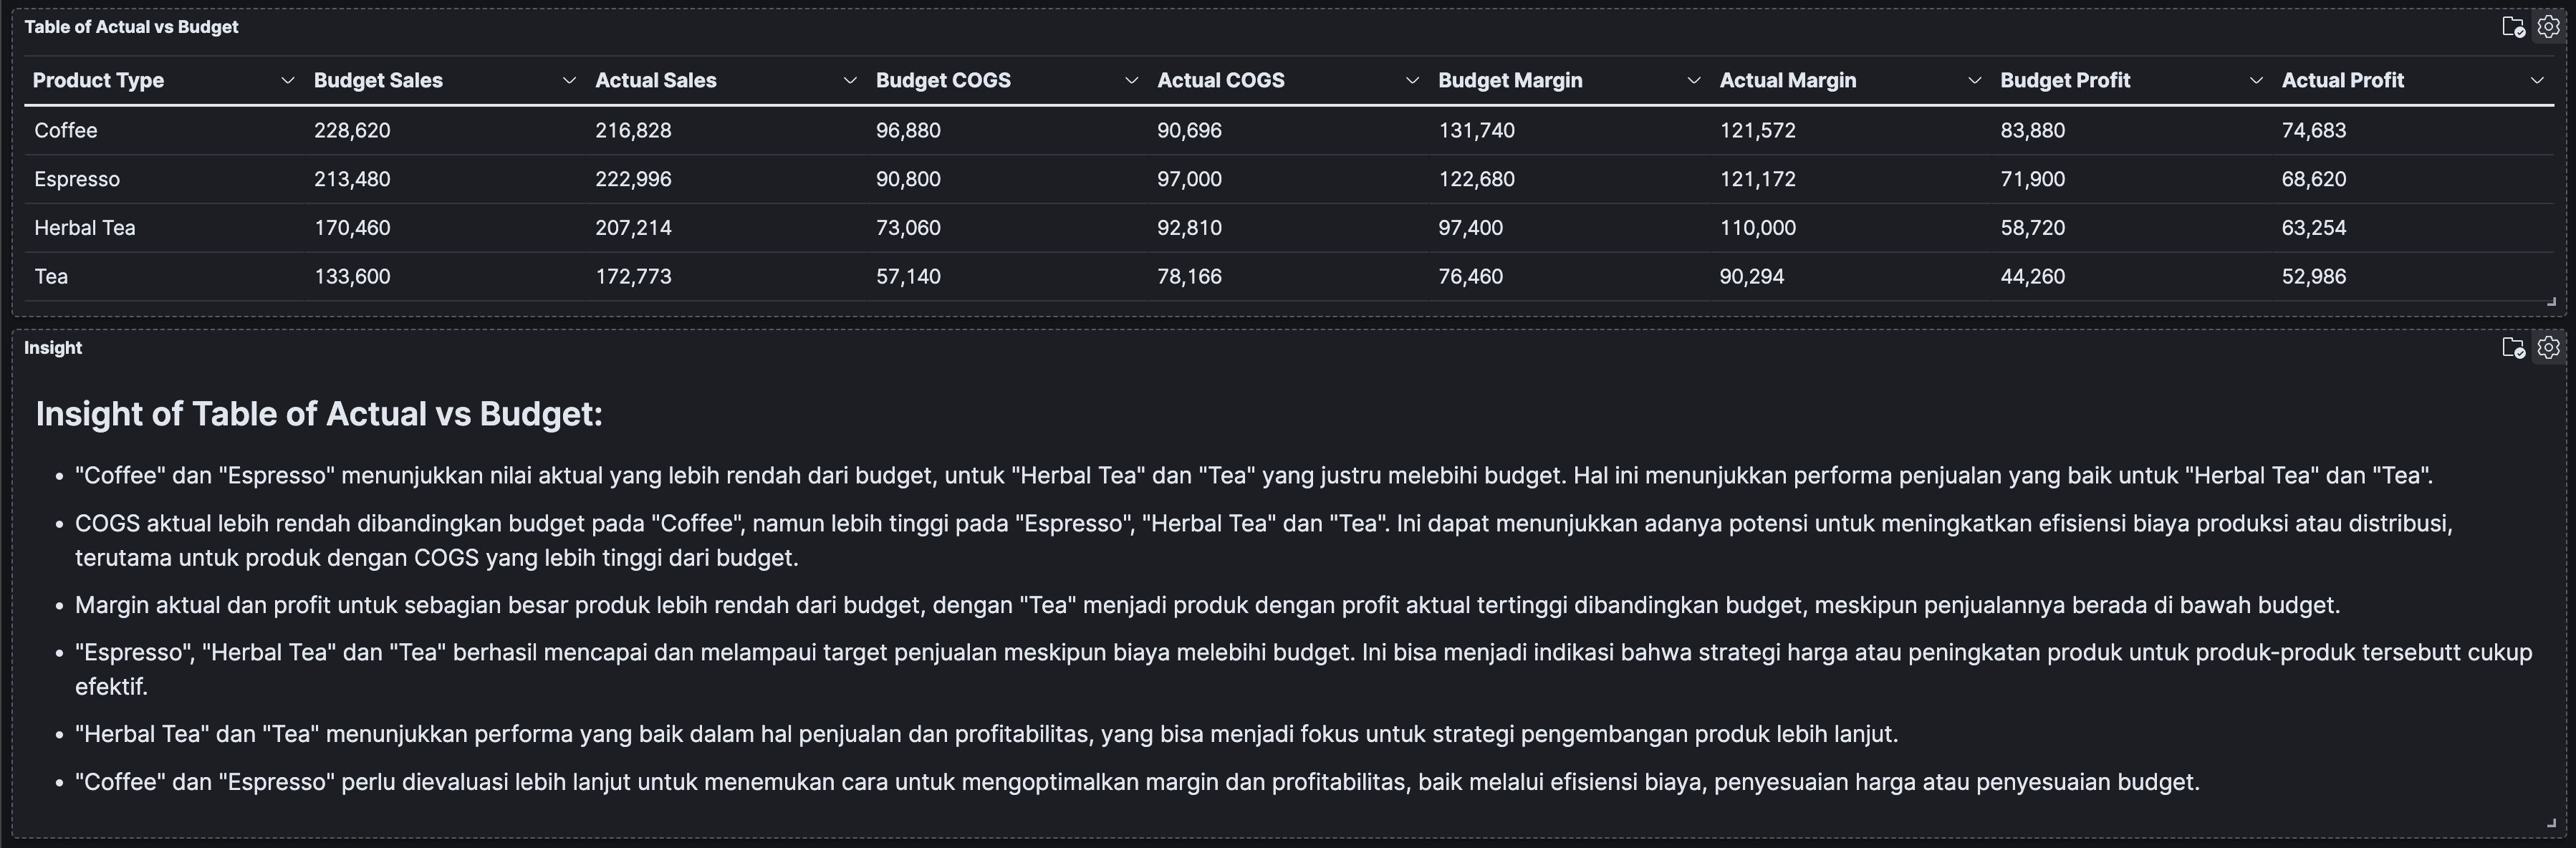 Table of Actual vs Budget
Product Type Budget Sales Actual Sales Budget COGS Actual COGS Budget Margin Actual Margin Budget Profit Actual Profit
Coffee 228,620 216,828 96,880 90,696 131,740 121,572 83,880 74,683
Espresso 213,480 222,996 90,800 97,000 122,680 121,172 71,900 68,620
Herbal Tea 170,460 207,214 73,060 92,810 97,400 110,000 58,720 63,254
Tea 133,600 172,773 57,140 78,166 76,460 90,294 44,260 52,986
Insight
Insight of Table of Actual vs Budget:
• "Coffee" dan "Espresso" menunjukkan nilai aktual yang lebih rendah dari budget, untuk "Herbal Tea" dan "Tea" yang justru melebihi budget. Hal ini menunjukkan performa penjualan yang baik untuk "Herbal Tea" dan "Tea".
• COGS aktual lebih rendah dibandingkan budget pada "Coffee", namun lebih tinggi pada "Espresso", "Herbal Tea" dan "Tea". Ini dapat menunjukkan adanya potensi untuk meningkatkan efisiensi biaya produksi atau distribusi,
terutama untuk produk dengan COGS yang lebih tinggi dari budget.
• Margin aktual dan profit untuk sebagian besar produk lebih rendah dari budget, dengan "Tea" menjadi produk dengan profit aktual tertinggi dibandingkan budget, meskipun penjualannya berada di bawah budget.
• "Espresso", "Herbal Tea" dan "Tea" berhasil mencapai dan melampaui target penjualan meskipun biaya melebihi budget. Ini bisa menjadi indikasi bahwa strategi harga atau peningkatan produk untuk produk-produk tersebutt cukup
efektif.
• "Herbal Tea" dan "Tea" menunjukkan performa yang baik dalam hal penjualan dan profitabilitas, yang bisa menjadi fokus untuk strategi pengembangan produk lebih lanjut.
• "Coffee" dan "Espresso" perlu dievaluasi lebih lanjut untuk menemukan cara untuk mengoptimalkan margin dan profitabilitas, baik melalui efisiensi biaya, penyesuaian harga atau penyesuaian budget.